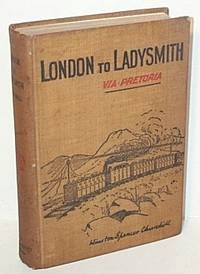 LONDON TO LADYSMITH
VIA · PRETORIA
Winston Spencer Churchill